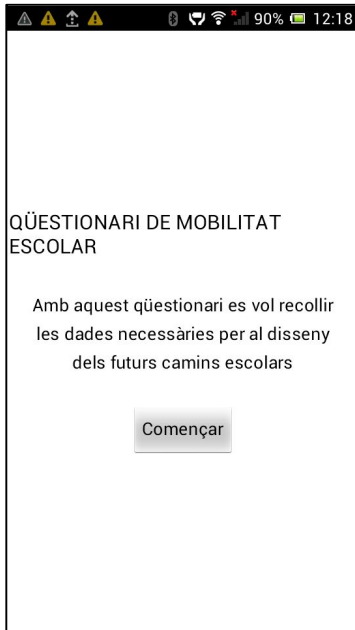 90% 12:18
QÜESTIONARI DE MOBILITAT
ESCOLAR
Amb aquest qüestionari es vol recollir
les dades necessàries per al disseny
dels futurs camins escolars
Començar